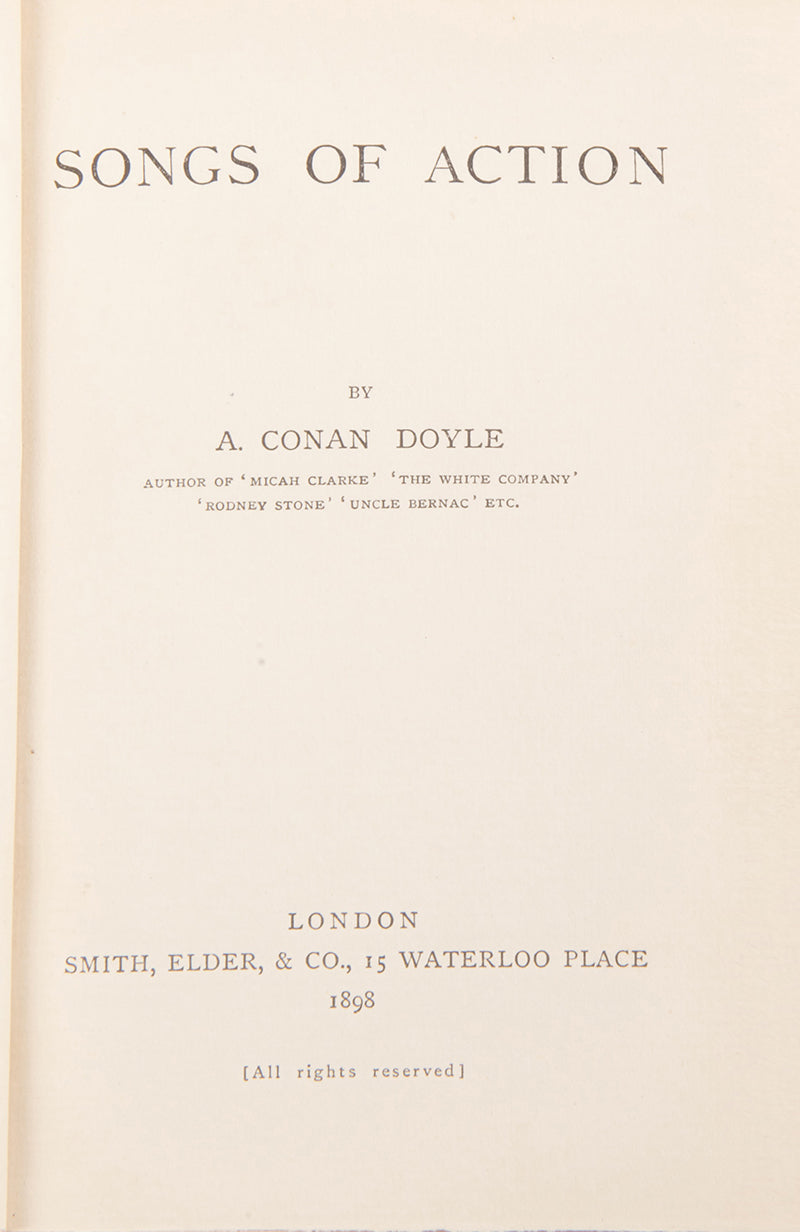 SONGS OF ACTION
BY
A. CONAN DOYLE
AUTHOR OF ‘MICAH CLARKE’ ‘THE WHITE COMPANY’
‘RODNEY STONE’ ‘UNCLE BERNAC’ ETC.
LONDON
SMITH, ELDER, & CO., 15 WATERLOO PLACE
1898
[All rights reserved]